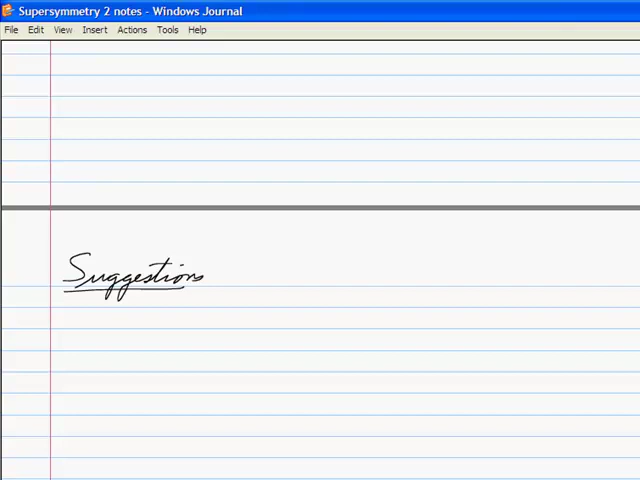 Supersymmetry 2 notes - Windows Journal
File Edit View Insert Actions Tools Help
Suggestions